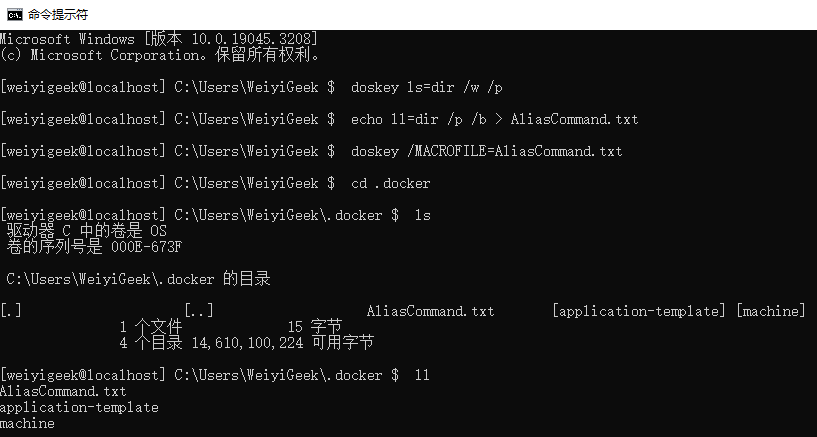 命令提示符
Microsoft Windows [版本 10.0.19045.3208]
(c) Microsoft Corporation。保留所有权利。
[weiyigeek@localhost] C:\Users\WeiyiGeek $  doskey ls=dir /w /p
[weiyigeek@localhost] C:\Users\WeiyiGeek $  echo ll=dir /p /b > AliasCommand.txt
[weiyigeek@localhost] C:\Users\WeiyiGeek $  doskey /MACROFILE=AliasCommand.txt
[weiyigeek@localhost] C:\Users\WeiyiGeek $  cd .docker
[weiyigeek@localhost] C:\Users\WeiyiGeek\.docker $  ls
驱动器 C 中的卷是 OS
卷的序列号是 000E-673F
C:\Users\WeiyiGeek\.docker 的目录
[.]                    [..]                   AliasCommand.txt       [application-template] [machine]
1 个文件             15 字节
4 个目录 14,610,100,224 可用字节
[weiyigeek@localhost] C:\Users\WeiyiGeek\.docker $  ll
AliasCommand.txt
application-template
machine